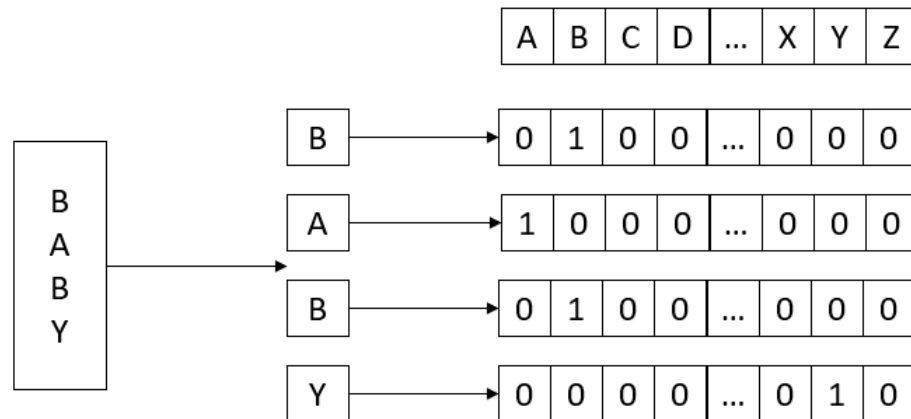 A B C D ... X Y Z
B
A
B
Y
B 0 1 0 0 ... 0 0 0
A 1 0 0 0 ... 0 0 0
B 0 1 0 0 ... 0 0 0
Y 0 0 0 0 ... 0 1 0